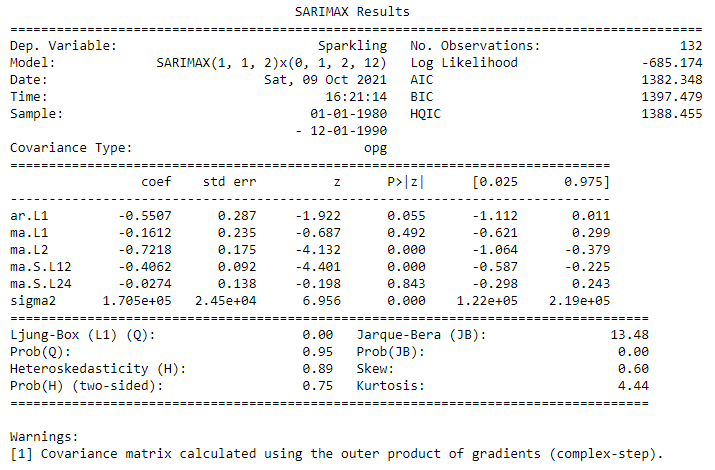 SARIMAX Results
==========================================================================================
Dep. Variable: Sparkling No. Observations: 132
Model: SARIMAX(1, 1, 2)x(0, 1, 2, 12) Log Likelihood -685.174
Date: Sat, 09 Oct 2021 AIC 1382.348
Time: 16:21:14 BIC 1397.479
Sample: 01-01-1980 HQIC 1388.455
- 12-01-1990
Covariance Type: opg
==============================================================================
coef std err z P>|z| [0.025 0.975]
------------------------------------------------------------------------------
ar.L1 -0.5507 0.287 -1.922 0.055 -1.112 0.011
ma.L1 -0.1612 0.235 -0.687 0.492 -0.621 0.299
ma.L2 -0.7218 0.175 -4.132 0.000 -1.064 -0.379
ma.S.L12 -0.4062 0.092 -4.401 0.000 -0.587 -0.225
ma.S.L24 -0.0274 0.138 -0.198 0.843 -0.298 0.243
sigma2 1.705e+05 2.45e+04 6.956 0.000 1.22e+05 2.19e+05
===================================================================================
Ljung-Box (L1) (Q): 0.00 Jarque-Bera (JB): 13.48
Prob(Q): 0.95 Prob(JB): 0.00
Heteroskedasticity (H): 0.89 Skew: 0.60
Prob(H) (two-sided): 0.75 Kurtosis: 4.44
===================================================================================
Warnings:
[1] Covariance matrix calculated using the outer product of gradients (complex-step).